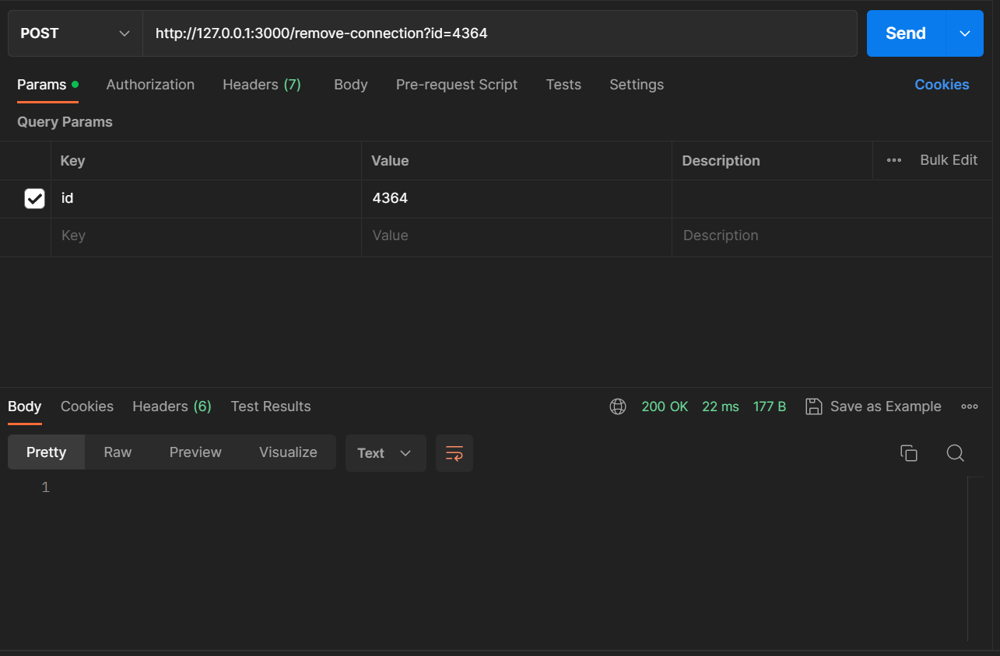 POST http://127.0.0.1:3000/remove-connection?id=4364 Send
Params Authorization Headers (7) Body Pre-request Script Tests Settings Cookies
Query Params
Key Value Description Bulk Edit
id 4364
Key Value Description
Body Cookies Headers (6) Test Results 200 OK 22 ms 177 B Save as Example
Pretty Raw Preview Visualize Text
1